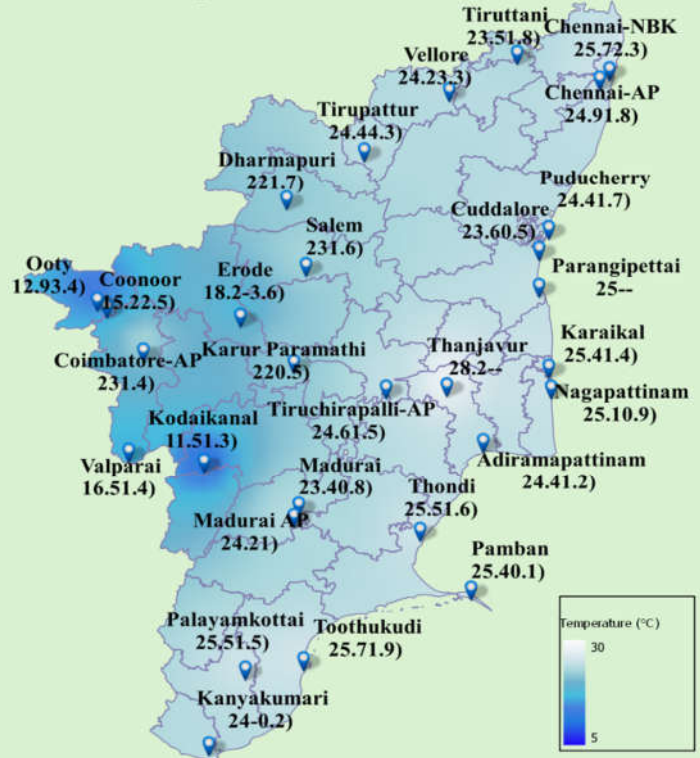 Tiruttani
23.51.8)
Chennai-NBK
25.72.3)
Vellore
24.23.3)
Chennai-AP
24.91.8)
Tirupattur
24.44.3)
Dharmapuri
221.7)
Puducherry
24.41.7)
Cuddalore
23.60.5)
Salem
231.6)
Ooty
12.93.4)
Coonoor
15.22.5)
Erode
18.2-3.6)
Parangipettai
25--
Karaikal
25.41.4)
Thanjavur
28.2--
Coimbatore-AP
231.4)
Karur Paramathi
220.5)
Nagapattinam
25.10.9)
Tiruchirapalli-AP
24.61.5)
Kodaikanal
11.51.3)
Valparai
16.51.4)
Adiramapattinam
24.41.2)
Madurai
23.40.8)
Thondi
25.51.6)
Madurai AP
24.21)
Pamban
25.40.1)
Palayamkottai
25.51.5)
Toothukudi
25.71.9)
Kanyakumari
24-0.2)
Temperature (°C)
30
5